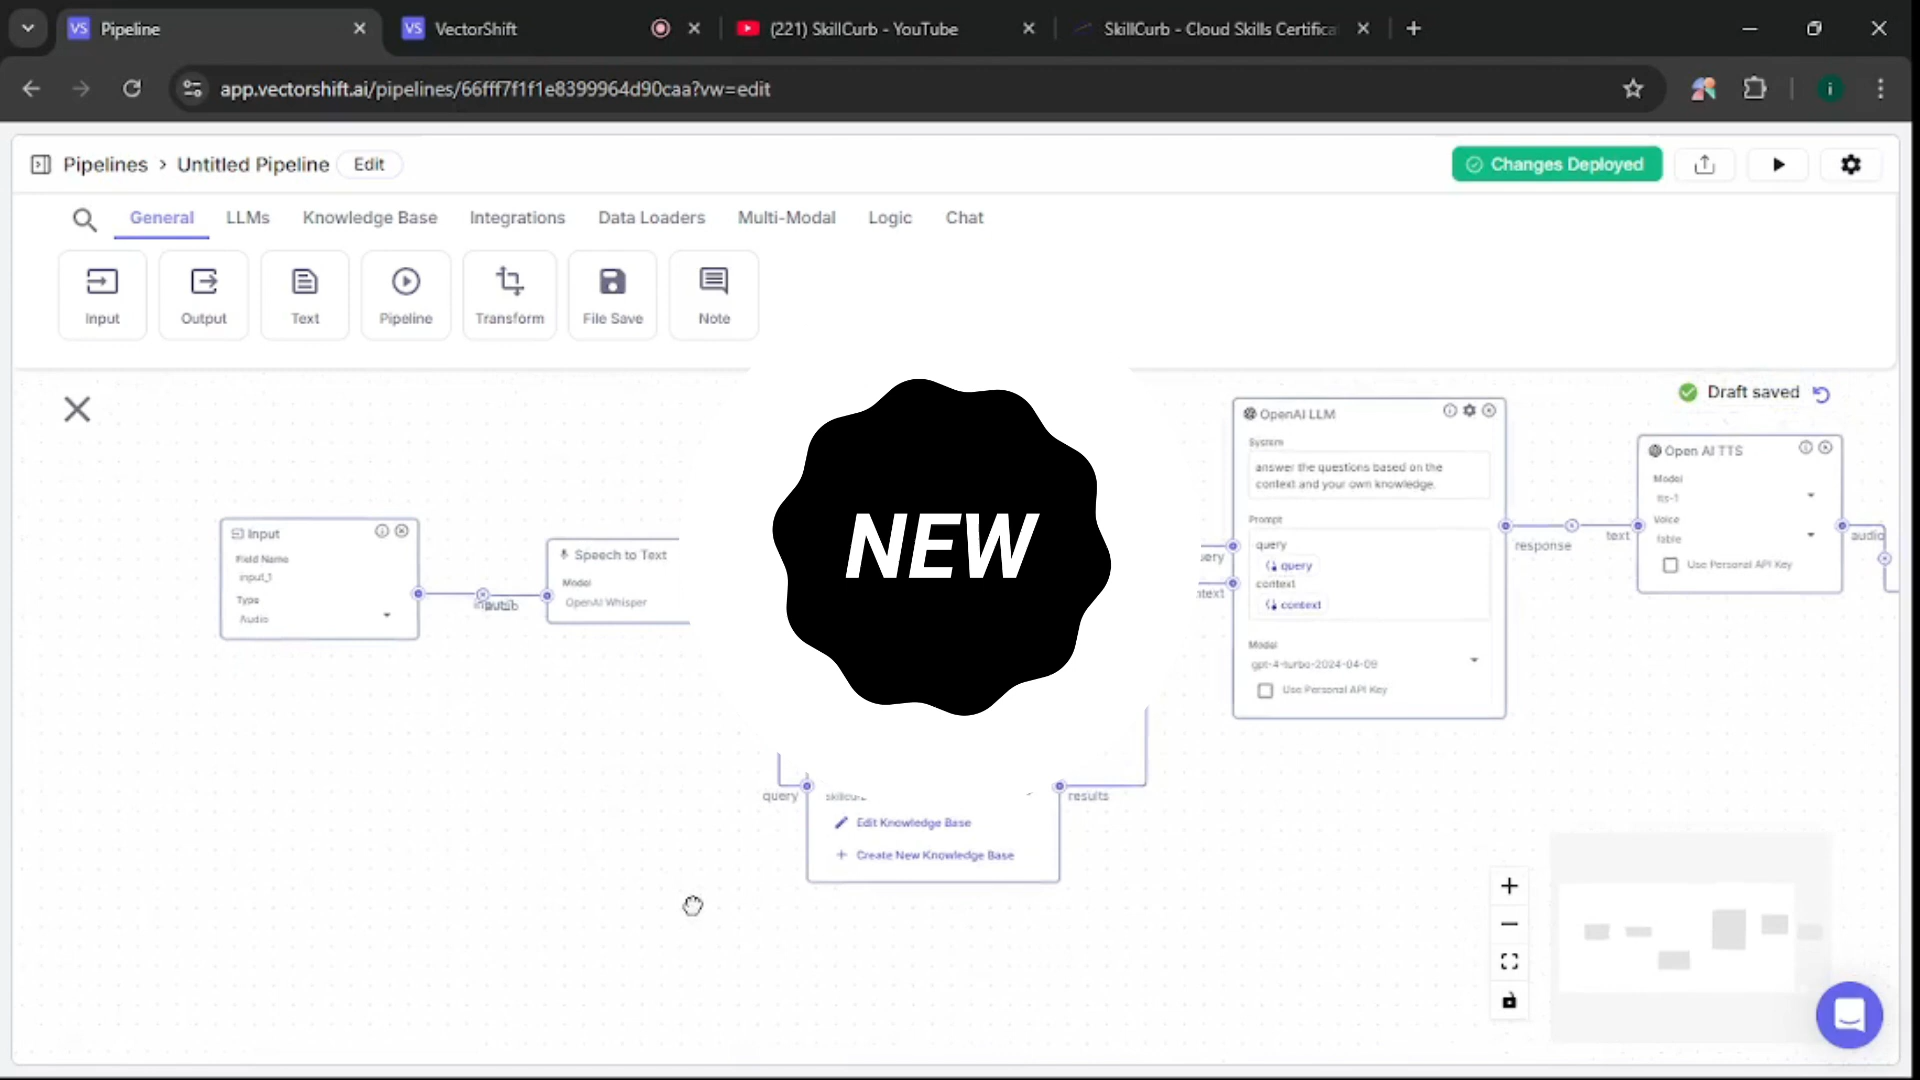 Pipeline
VectorShift
(221) SkillCurb - YouTube
SkillCurb - Cloud Skills Certifica
app.vectorshift.ai/pipelines/66fff7f1f1e8399964d90caa?vw=edit
i
Pipelines > Untitled Pipeline
Edit
Changes Deployed
General
LLMs
Knowledge Base
Integrations
Data Loaders
Multi-Modal
Logic
Chat
Input
Output
Text
Pipeline
Transform
File Save
Note
Draft saved
Input
Field Name
input_1
Type
Audio
Speech to Text
Model
OpenAI Whisper
NEW
OpenAI LLM
System
answer the questions based on the
context and your own knowledge.
Prompt
query
query
context
context
Model
gpt-4-turbo-2024-04-09
Use Personal API Key
response
text
Open AI TTS
Model
tts-1
Voice
fable
Use Personal API Key
audio
query
results
Edit Knowledge Base
Create New Knowledge Base